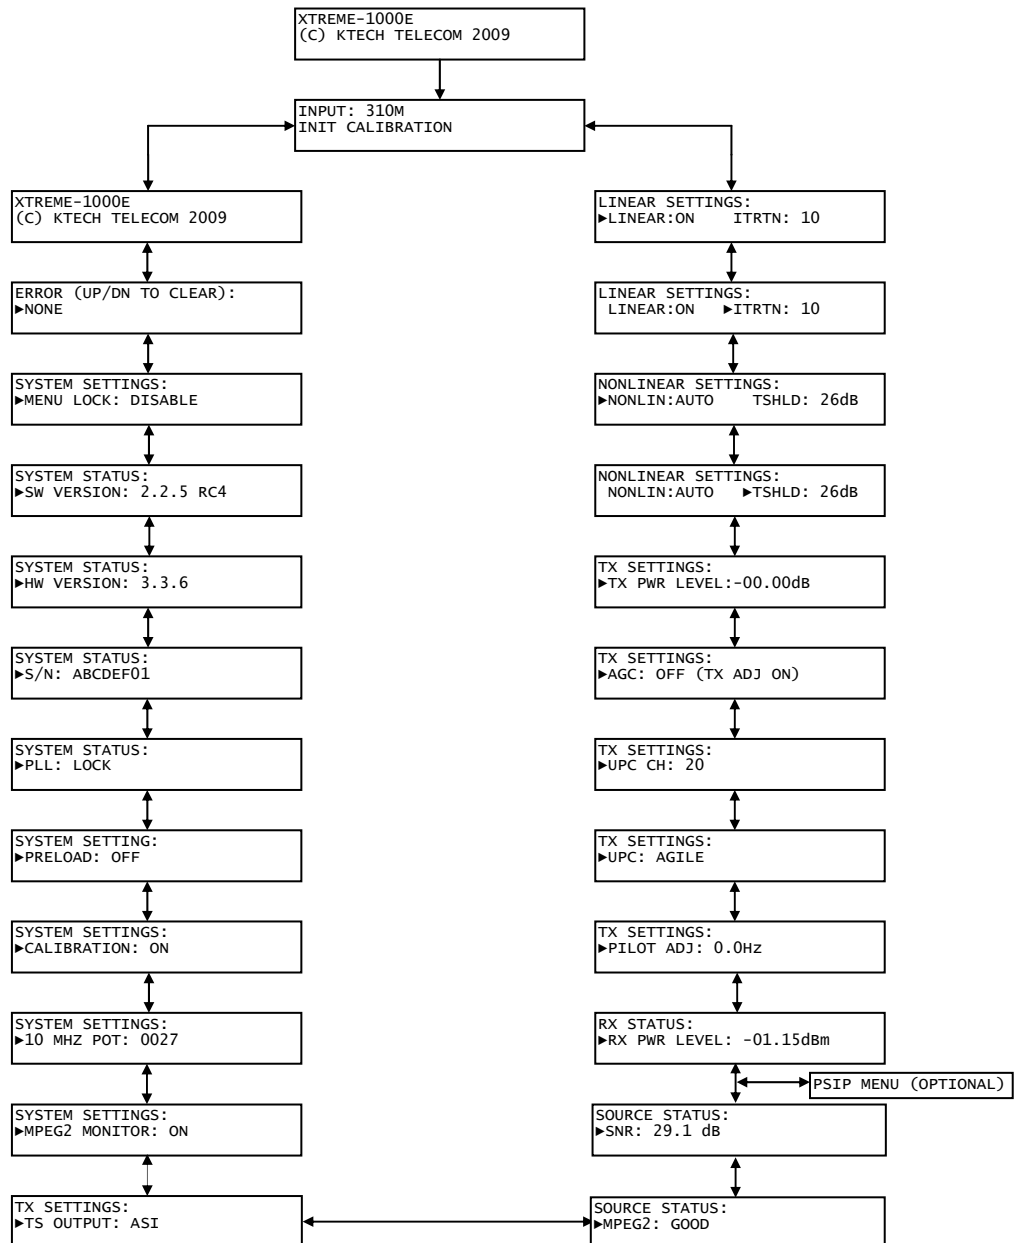 XTREME-1000E
(C) KTECH TELECOM 2009
INPUT: 310M
INIT CALIBRATION
XTREME-1000E
(C) KTECH TELECOM 2009
ERROR (UP/DN TO CLEAR):
►NONE
SYSTEM SETTINGS:
►MENU LOCK: DISABLE
SYSTEM STATUS:
►SW VERSION: 2.2.5 RC4
SYSTEM STATUS:
►HW VERSION: 3.3.6
SYSTEM STATUS:
►S/N: ABCDEF01
SYSTEM STATUS:
►PLL: LOCK
SYSTEM SETTING:
►PRELOAD: OFF
SYSTEM SETTINGS:
►CALIBRATION: ON
SYSTEM SETTINGS:
►10 MHZ POT: 0027
SYSTEM SETTINGS:
►MPEG2 MONITOR: ON
TX SETTINGS:
►TS OUTPUT: ASI
LINEAR SETTINGS:
►LINEAR:ON    ITRTN: 10
LINEAR SETTINGS:
LINEAR:ON   ►ITRTN: 10
NONLINEAR SETTINGS:
►NONLIN:AUTO    TSHLD: 26dB
NONLINEAR SETTINGS:
NONLIN:AUTO   ►TSHLD: 26dB
TX SETTINGS:
►TX PWR LEVEL:-00.00dB
TX SETTINGS:
►AGC: OFF (TX ADJ ON)
TX SETTINGS:
►UPC CH: 20
TX SETTINGS:
►UPC: AGILE
TX SETTINGS:
►PILOT ADJ: 0.0Hz
RX STATUS:
►RX PWR LEVEL: -01.15dBm
PSIP MENU (OPTIONAL)
SOURCE STATUS:
►SNR: 29.1 dB
SOURCE STATUS:
►MPEG2: GOOD